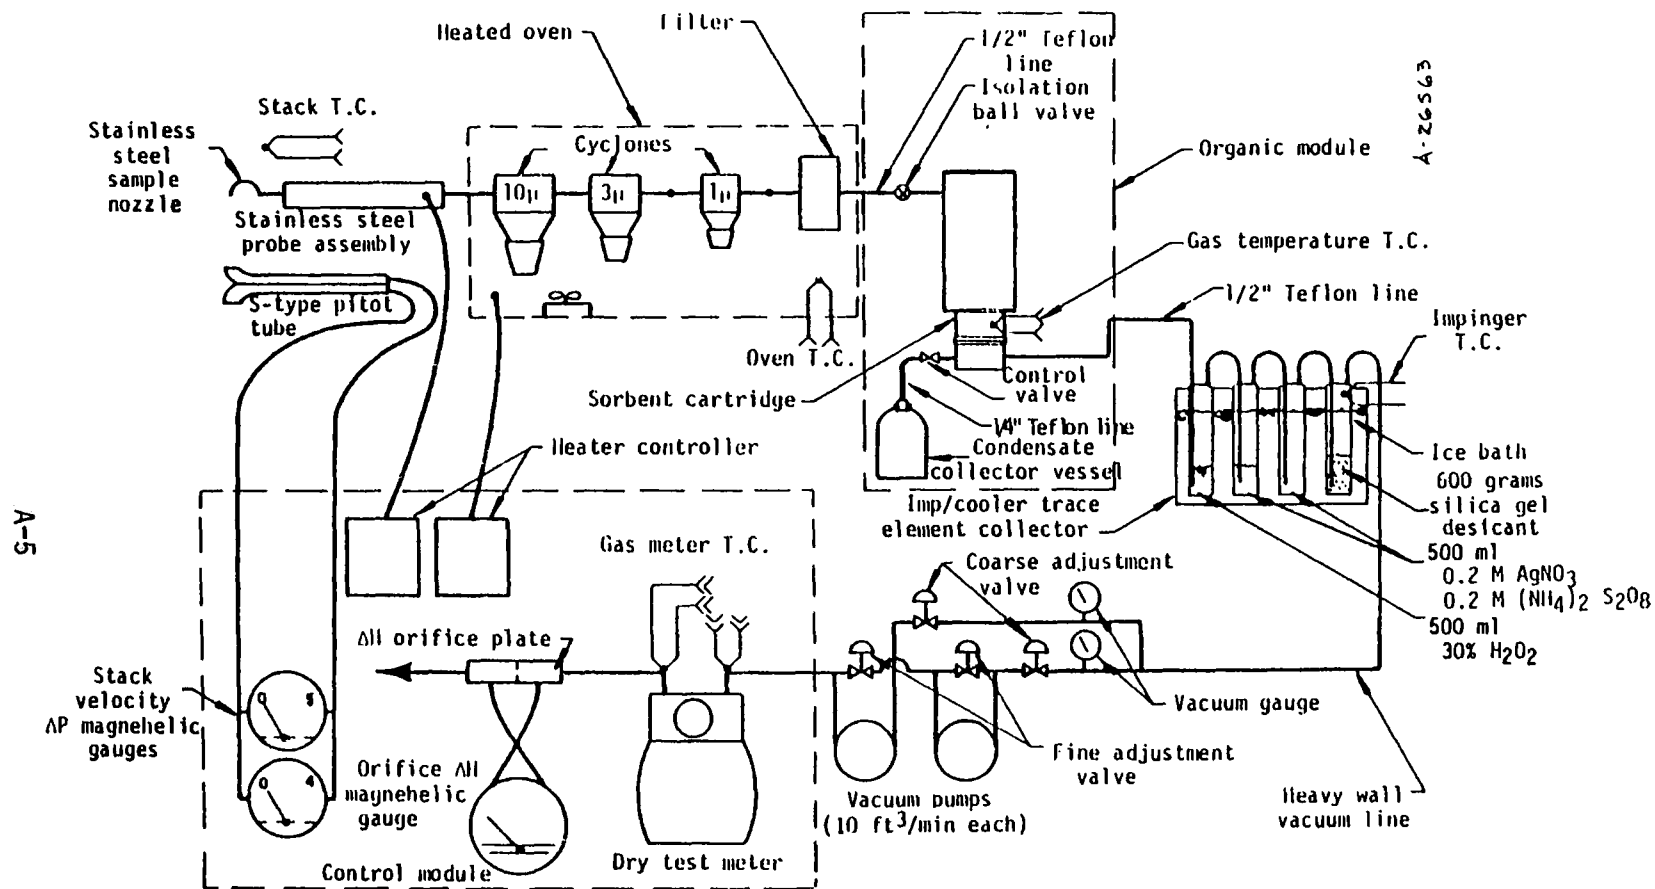 Heated oven
Filter
1/2" Teflon
line
Isolation
ball valve
A-26563
Stack T.C.
Stainless
steel
sample
nozzle
Cyclones
10μ
3μ
1μ
Organic module
Stainless steel
probe assembly
Gas temperature T.C.
S-type pitot
tube
1/2" Teflon line
Impinger
T.C.
Oven T.C.
Control
valve
Sorbent cartridge
1/4" Teflon line
Condensate
collector vessel
Heater controller
Ice bath
600 grams
silica gel
desicant
500 ml
0.2 M AgNO3
0.2 M (NH4)2 S2O8
500 ml
30% H2O2
Imp/cooler trace
element collector
A-5
Gas meter T.C.
Coarse adjustment
valve
ΔH orifice plate
Stack
velocity
ΔP magnehelic
gauges
0 5
0 4
Vacuum gauge
Fine adjustment
valve
Orifice ΔH
magnehelic
gauge
Vacuum pumps
(10 ft3/min each)
Heavy wall
vacuum line
Dry test meter
Control module